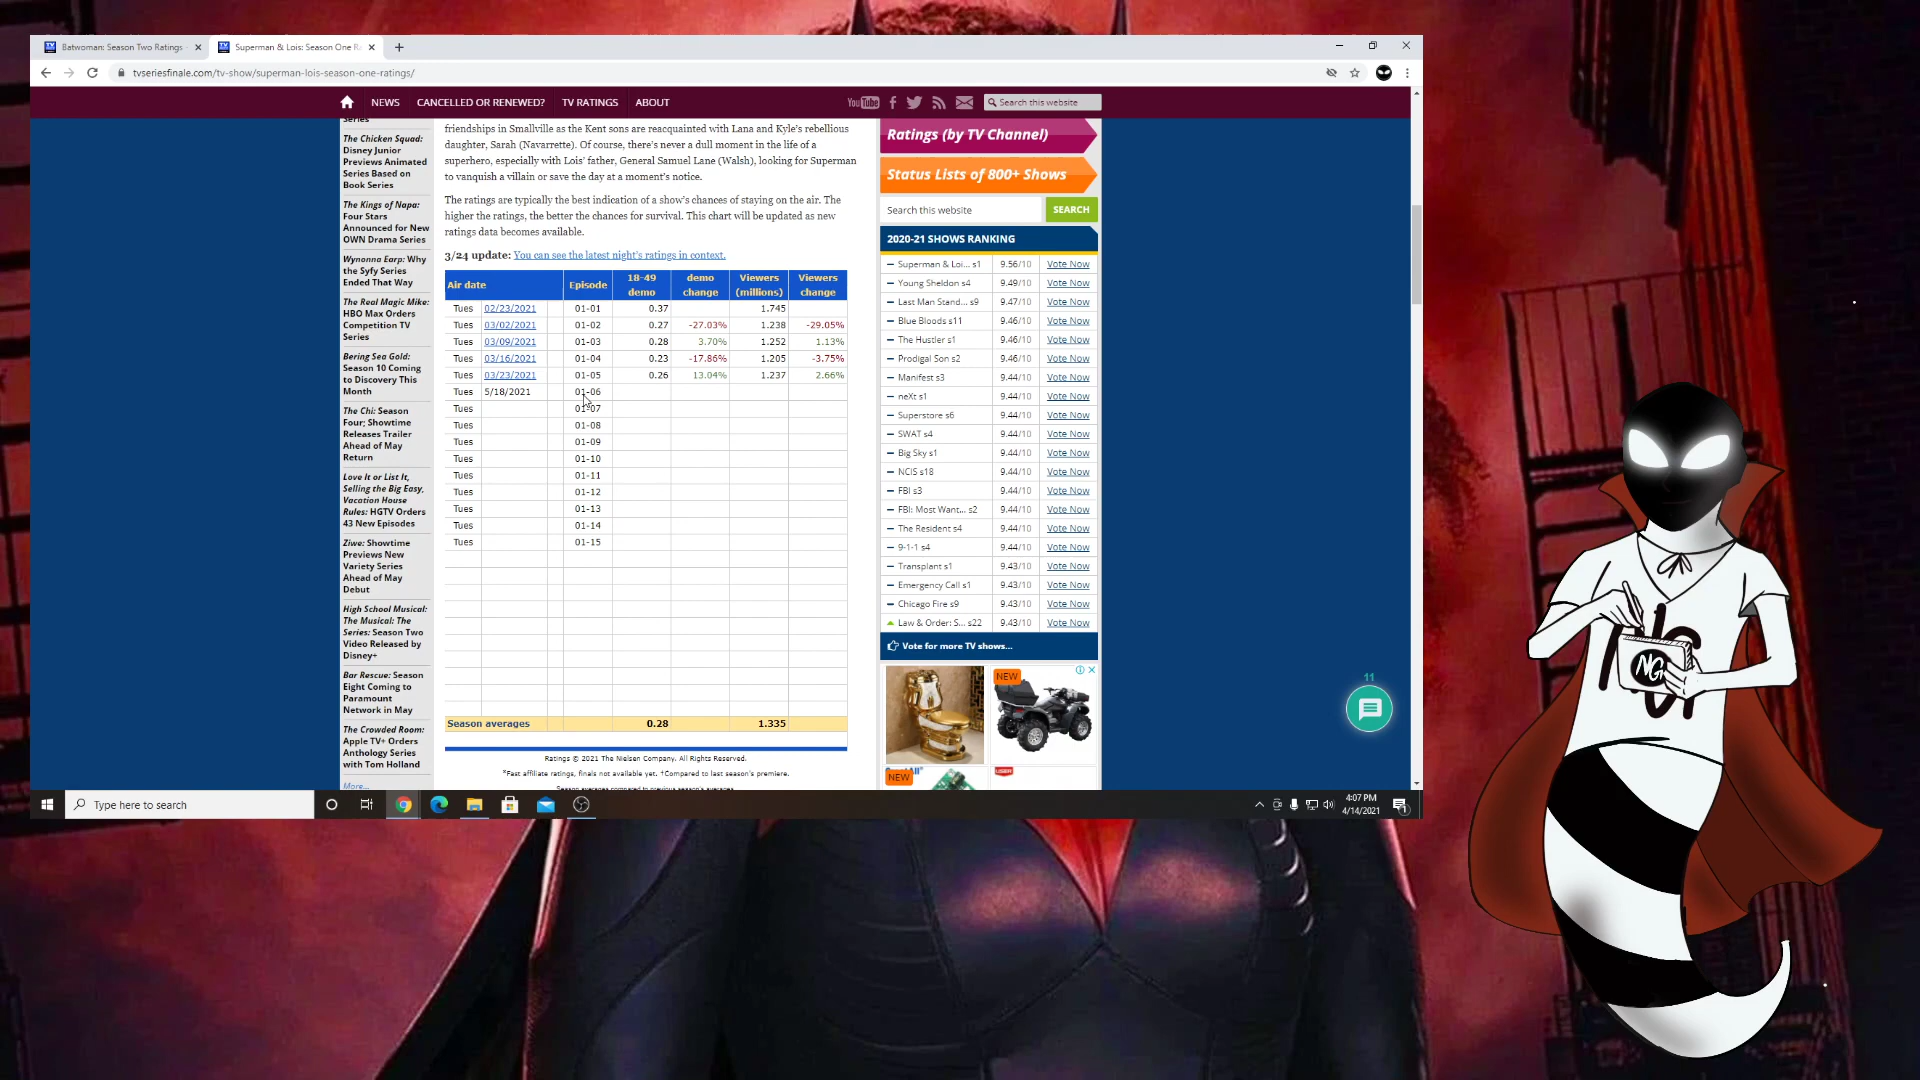 Batwoman: Season Two Ratings
Superman & Lois: Season One Ra
tvseriesfinale.com/tv-show/superman-lois-season-one-ratings/
NEWS CANCELLED OR RENEWED? TV RATINGS ABOUT
You Tube
Search this website
Series
The Chicken Squad:
Disney Junior
Previews Animated
Series Based on
Book Series
The Kings of Napa:
Four Stars
Announced for New
OWN Drama Series
Wynonna Earp: Why
the Syfy Series
Ended That Way
The Real Magic Mike:
HBO Max Orders
Competition TV
Series
Bering Sea Gold:
Season 10 Coming
to Discovery This
Month
The Chi: Season
Four; Showtime
Releases Trailer
Ahead of May
Return
Love It or List It,
Selling the Big Easy,
Vacation House
Rules: HGTV Orders
43 New Episodes
Ziwe: Showtime
Previews New
Variety Series
Ahead of May
Debut
High School Musical:
The Musical: The
Series: Season Two
Video Released by
Disney+
Bar Rescue: Season
Eight Coming to
Paramount
Network in May
The Crowded Room:
Apple TV+ Orders
Anthology Series
with Tom Holland
More...
friendships in Smallville as the Kent sons are reacquainted with Lana and Kyle's rebellious
daughter, Sarah (Navarrette). Of course, there's never a dull moment in the life of a
superhero, especially with Lois' father, General Samuel Lane (Walsh), looking for Superman
to vanquish a villain or save the day at a moment's notice.
The ratings are typically the best indication of a show's chances of staying on the air. The
higher the ratings, the better the chances for survival. This chart will be updated as new
ratings data becomes available.
3/24 update: You can see the latest night's ratings in context.
Air date Episode 18-49 demo demo change Viewers (millions) Viewers change
Tues 02/23/2021 01-01 0.37 1.745
Tues 03/02/2021 01-02 0.27 -27.03% 1.238 -29.05%
Tues 03/09/2021 01-03 0.28 3.70% 1.252 1.13%
Tues 03/16/2021 01-04 0.23 -17.86% 1.205 -3.75%
Tues 03/23/2021 01-05 0.26 13.04% 1.237 2.66%
Tues 5/18/2021 01-06
Tues 01-07
Tues 01-08
Tues 01-09
Tues 01-10
Tues 01-11
Tues 01-12
Tues 01-13
Tues 01-14
Tues 01-15
Season averages 0.28 1.335
Ratings © 2021 The Nielsen Company. All Rights Reserved.
*Fast affiliate ratings, finals not available yet. †Compared to last season's premiere.
Season averages compared to previous season's averages
Ratings (by TV Channel)
Status Lists of 800+ Shows
Search this website SEARCH
2020-21 SHOWS RANKING
Superman & Loi... s1 9.56/10 Vote Now
Young Sheldon s4 9.49/10 Vote Now
Last Man Stand... s9 9.47/10 Vote Now
Blue Bloods s11 9.46/10 Vote Now
The Hustler s1 9.46/10 Vote Now
Prodigal Son s2 9.46/10 Vote Now
Manifest s3 9.44/10 Vote Now
neXt s1 9.44/10 Vote Now
Superstore s6 9.44/10 Vote Now
SWAT s4 9.44/10 Vote Now
Big Sky s1 9.44/10 Vote Now
NCIS s18 9.44/10 Vote Now
FBI s3 9.44/10 Vote Now
FBI: Most Want... s2 9.44/10 Vote Now
The Resident s4 9.44/10 Vote Now
9-1-1 s4 9.44/10 Vote Now
Transplant s1 9.43/10 Vote Now
Emergency Call s1 9.43/10 Vote Now
Chicago Fire s9 9.43/10 Vote Now
Law & Order: S... s22 9.43/10 Vote Now
Vote for more TV shows...
NEW
NEW
11
Type here to search
4:07 PM
4/14/2021
1
NG
NG